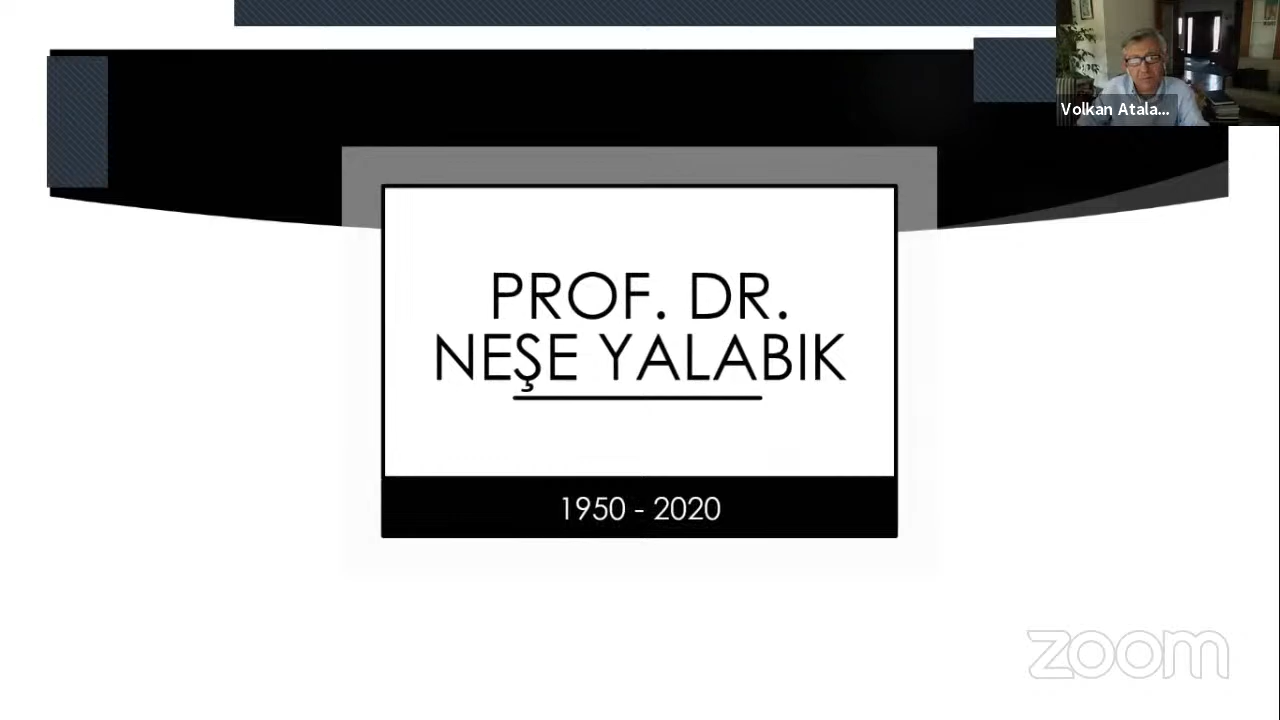 Volkan Atala...
PROF. DR.
NEŞE YALABIK
1950 - 2020
zoom